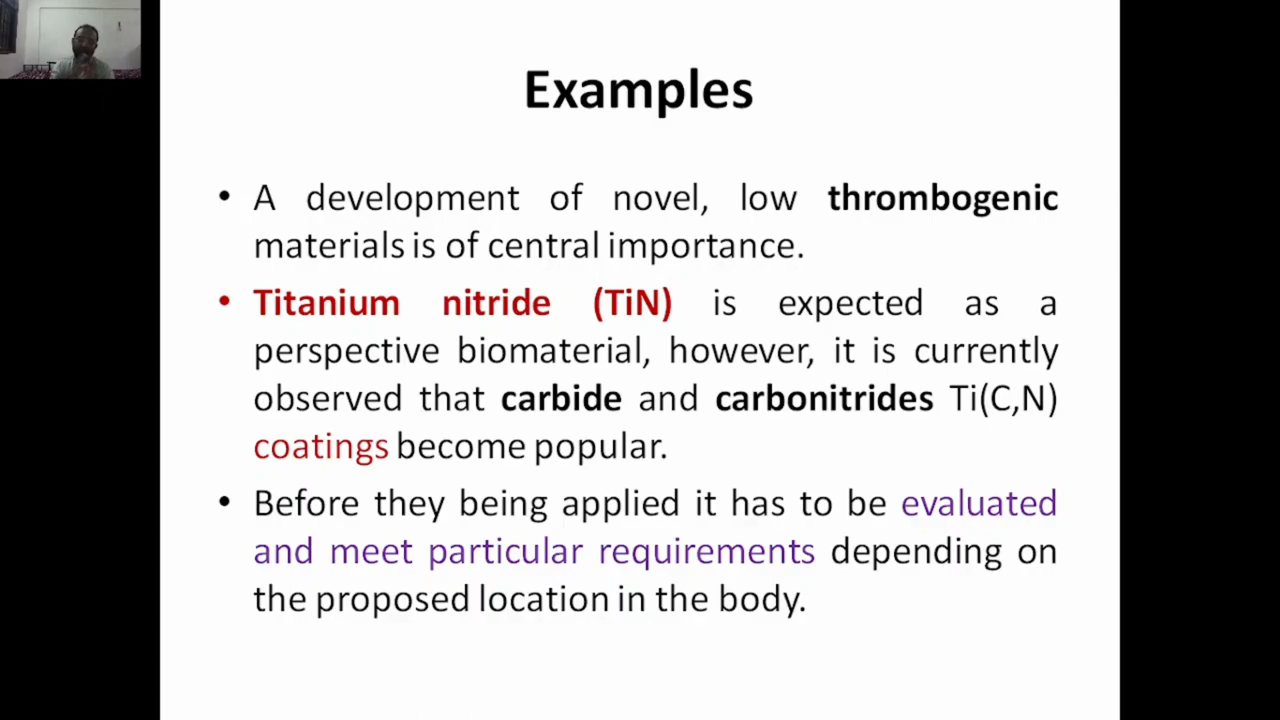 Examples
• A development of novel, low thrombogenic
materials is of central importance.
• Titanium nitride (TiN) is expected as a
perspective biomaterial, however, it is currently
observed that carbide and carbonitrides Ti(C,N)
coatings become popular.
• Before they being applied it has to be evaluated
and meet particular requirements depending on
the proposed location in the body.